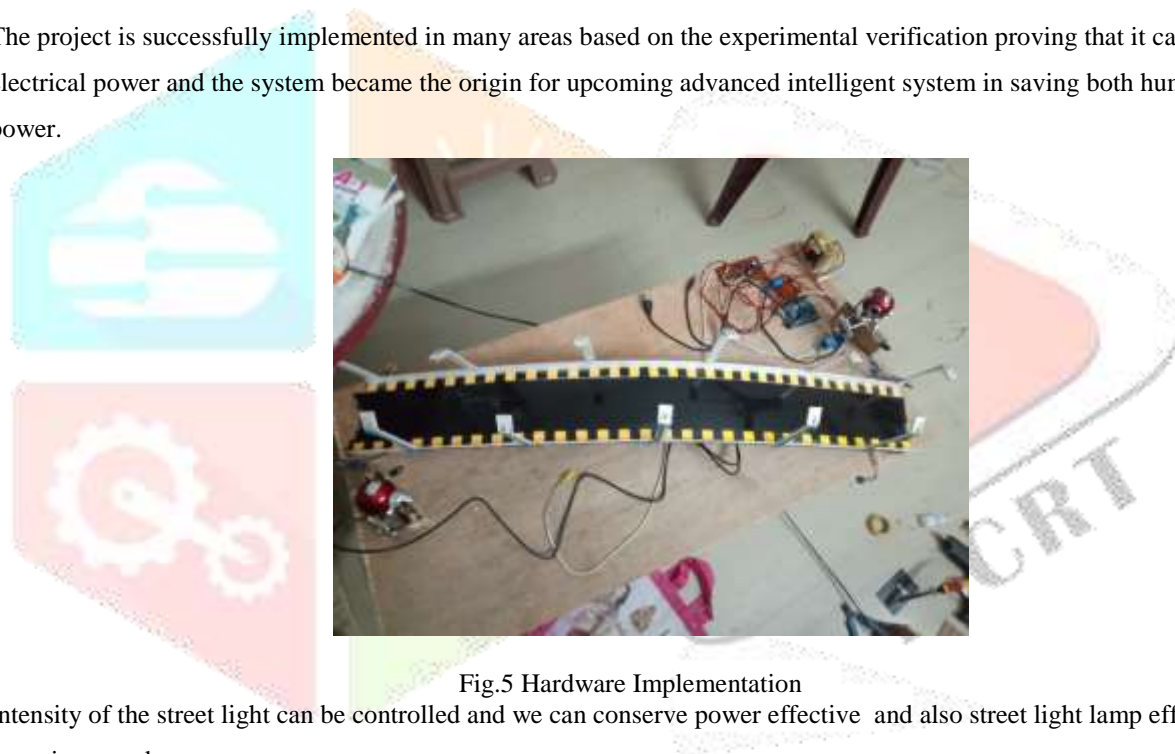 The project is successfully implemented in many areas based on the experimental verification proving that it ca
electrical power and the system became the origin for upcoming advanced intelligent system in saving both hum
power.
A-1
CRT
Fig.5 Hardware Implementation
intensity of the street light can be controlled and we can conserve power effective and also street light lamp eff